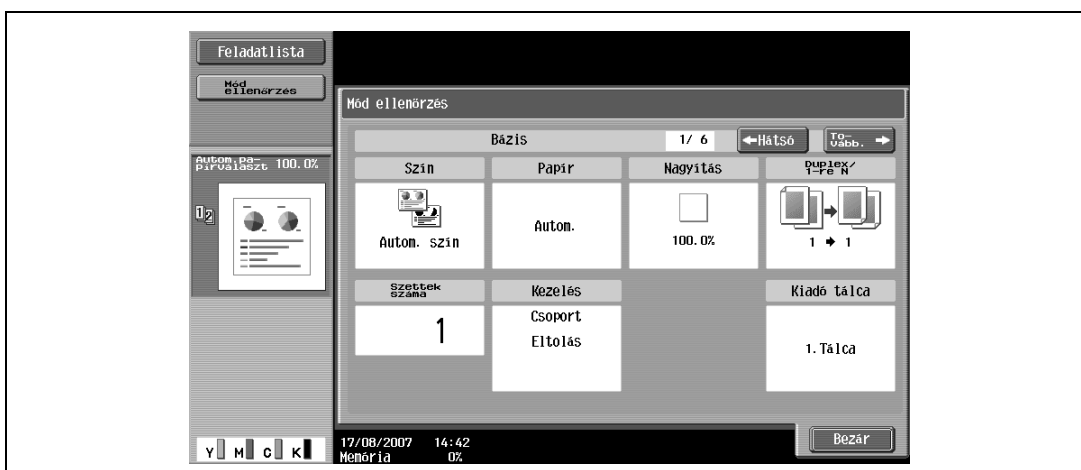 Feladatlista
Mód
ellenőrzés
Mód ellenőrzés
Bázis
1/ 6
←Hátsó
To-
vább. →
Autom.pa-
pírválaszt 100.0%
Szín
Papír
Nagyítás
Duplex/
1-re N
12
Autom. szín
Autom.
100.0%
1 → 1
Szettek
száma
Kezelés
Kiadó tálca
1
Csoport
Eltolás
1.Tálca
Bezár
Y M C K
17/08/2007 14:42
Memória 0%